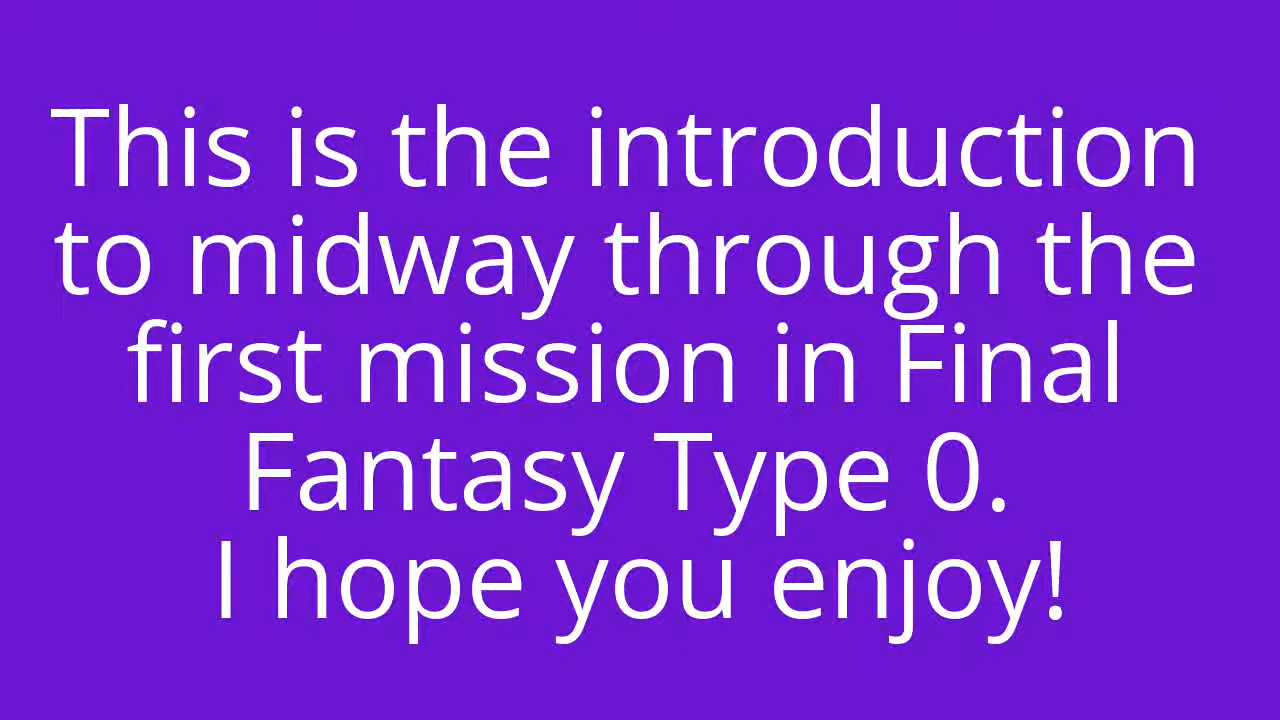 This is the introduction
to midway through the
first mission in Final
Fantasy Type 0.
I hope you enjoy!